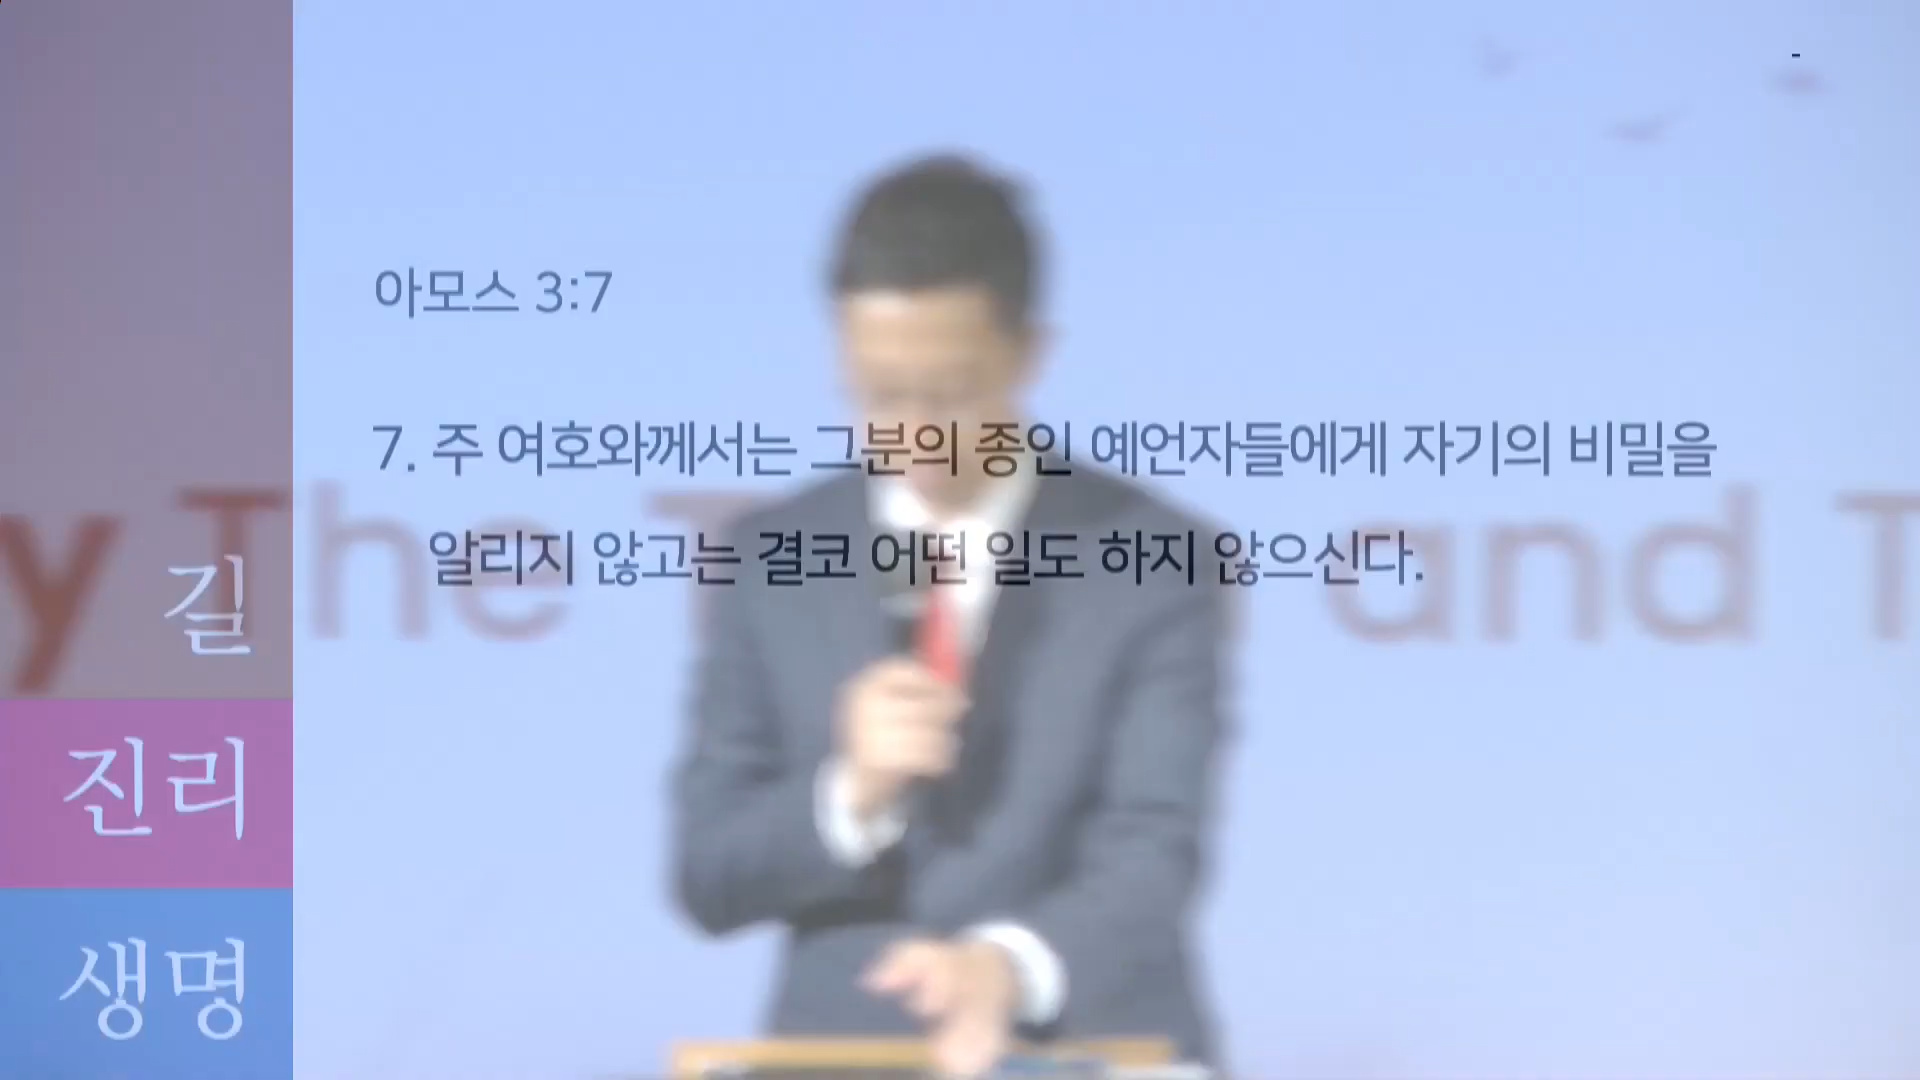 아모스 3:7
7. 주 여호와께서는 그분의 종인 예언자들에게 자기의 비밀을
알리지 않고는 결코 어떤 일도 하지 않으신다.
y The T and T
길
진리
생명